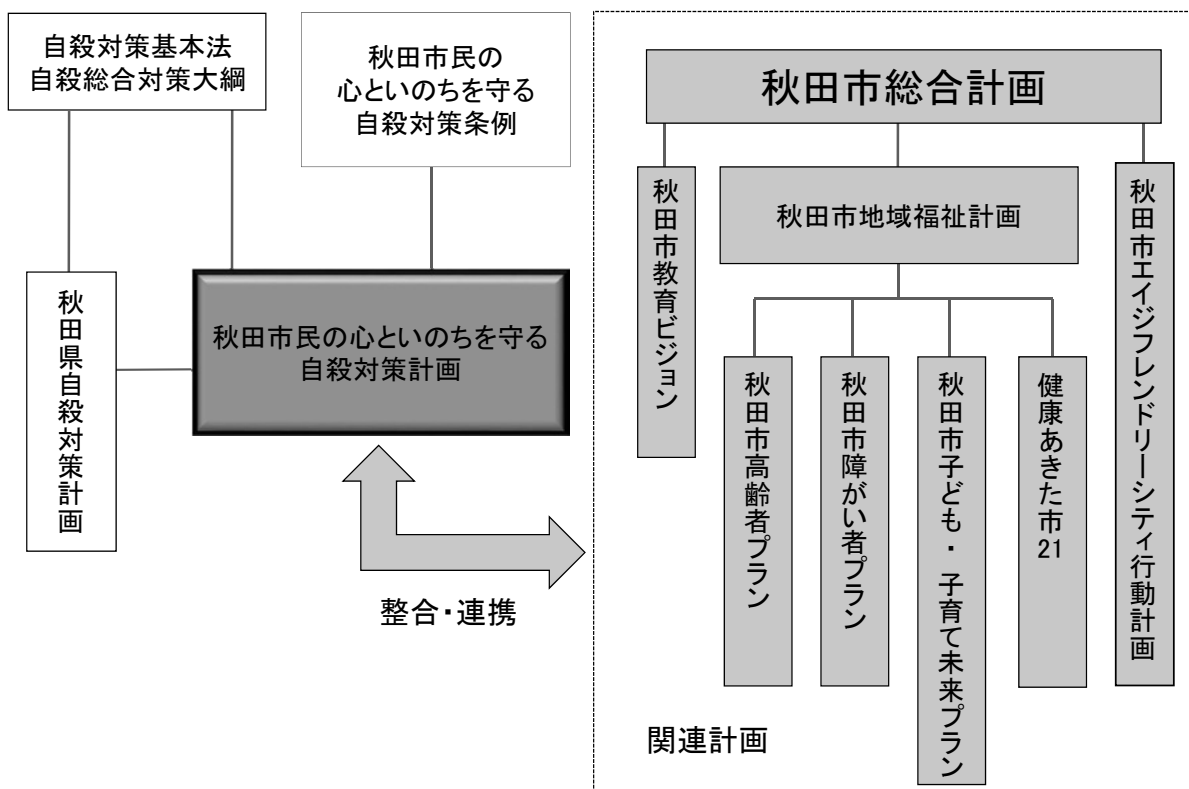 自殺対策基本法
自殺総合対策大綱
秋田市民の
心といのちを守る
自殺対策条例
秋田県自殺対策計画
秋田市民の心といのちを守る
自殺対策計画
整合・連携
秋田市総合計画
秋田市教育ビジョン
秋田市地域福祉計画
秋田市エイジフレンドリーシティ行動計画
秋田市高齢者プラン
秋田市障がい者プラン
秋田市子ども・子育て未来プラン
健康あきた市21
関連計画